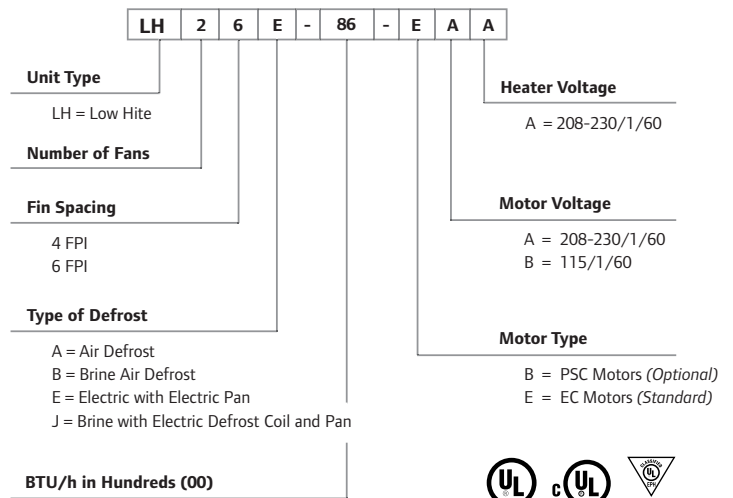 LH 2 6 E - 86 - E A A
Unit Type
LH = Low Hite
Number of Fans
Fin Spacing
4 FPI
6 FPI
Type of Defrost
A = Air Defrost
B = Brine Air Defrost
E = Electric with Electric Pan
J = Brine with Electric Defrost Coil and Pan
BTU/h in Hundreds (00)
Heater Voltage
A = 208-230/1/60
Motor Voltage
A = 208-230/1/60
B = 115/1/60
Motor Type
B = PSC Motors (Optional)
E = EC Motors (Standard)
UL
c UL
CLASSIFIED
UL
EPH